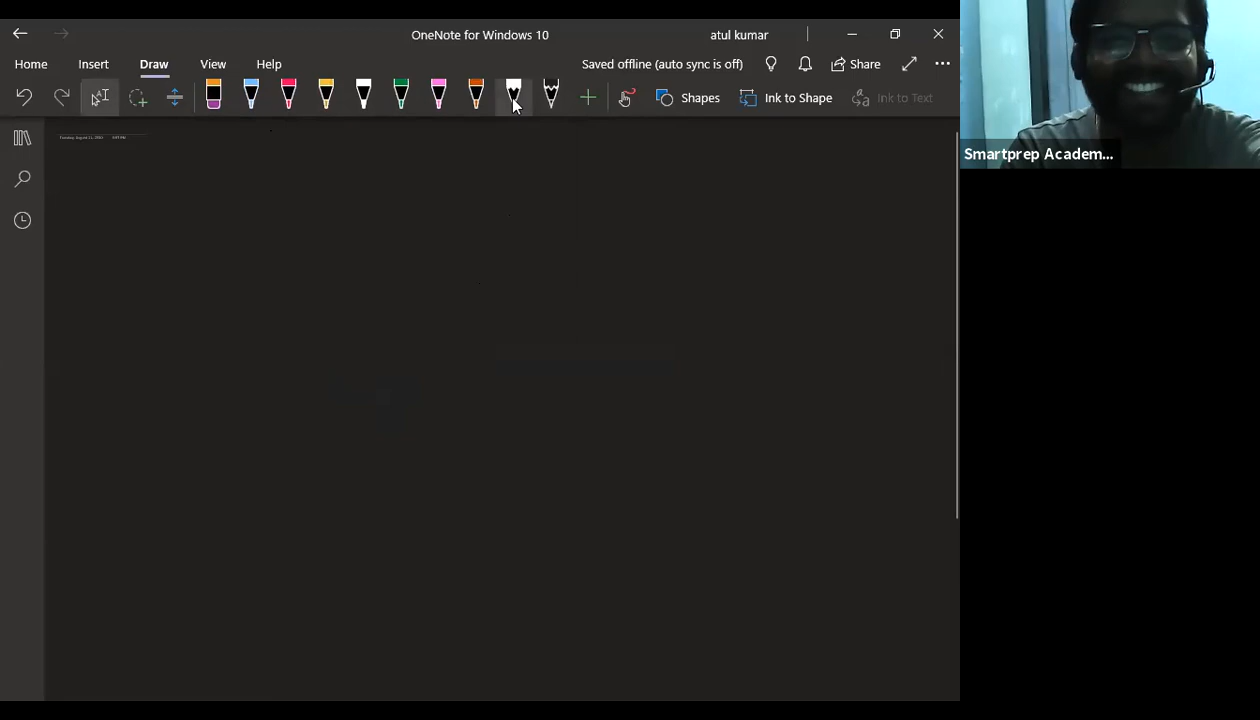 OneNote for Windows 10
atul kumar
Home Insert Draw View Help
Saved offline (auto sync is off)
Share
Shapes
Ink to Shape
Ink to Text
Smartprep Academ...